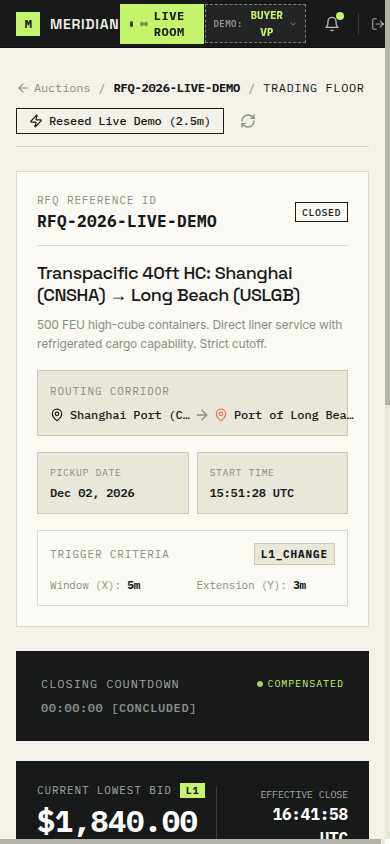 M MERIDIAN LIVE ROOM DEMO: BUYER VP
← Auctions / RFQ-2026-LIVE-DEMO / TRADING FLOOR
Reseed Live Demo (2.5m)
RFQ REFERENCE ID
RFQ-2026-LIVE-DEMO
CLOSED
Transpacific 40ft HC: Shanghai
(CNSHA) → Long Beach (USLGB)
500 FEU high-cube containers. Direct liner service with
refrigerated cargo capability. Strict cutoff.
ROUTING CORRIDOR
Shanghai Port (C… → Port of Long Bea…
PICKUP DATE
Dec 02, 2026
START TIME
15:51:28 UTC
TRIGGER CRITERIA L1_CHANGE
Window (X): 5m Extension (Y): 3m
CLOSING COUNTDOWN COMPENSATED
00:00:00 [CONCLUDED]
CURRENT LOWEST BID L1
$1,840.00
EFFECTIVE CLOSE
16:41:58
UTC